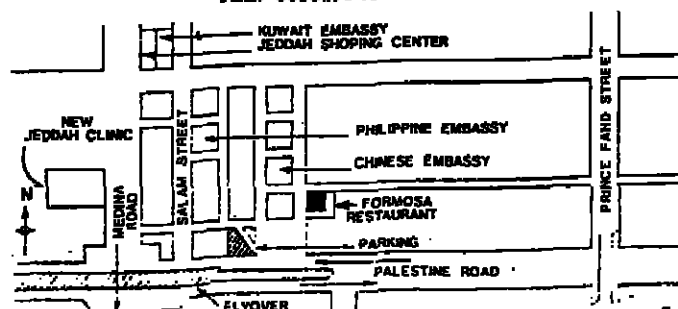 KUWAIT EMBASSY
JEDDAH SHOPING CENTER
NEW
JEDDAH CLINIC
PHILIPPINE EMBASSY
CHINESE EMBASSY
SALAM STREET
PRINCE FAHD STREET
N
MEDINA
ROAD
FORMOSA
RESTAURANT
PARKING
PALESTINE ROAD
FLYOVER